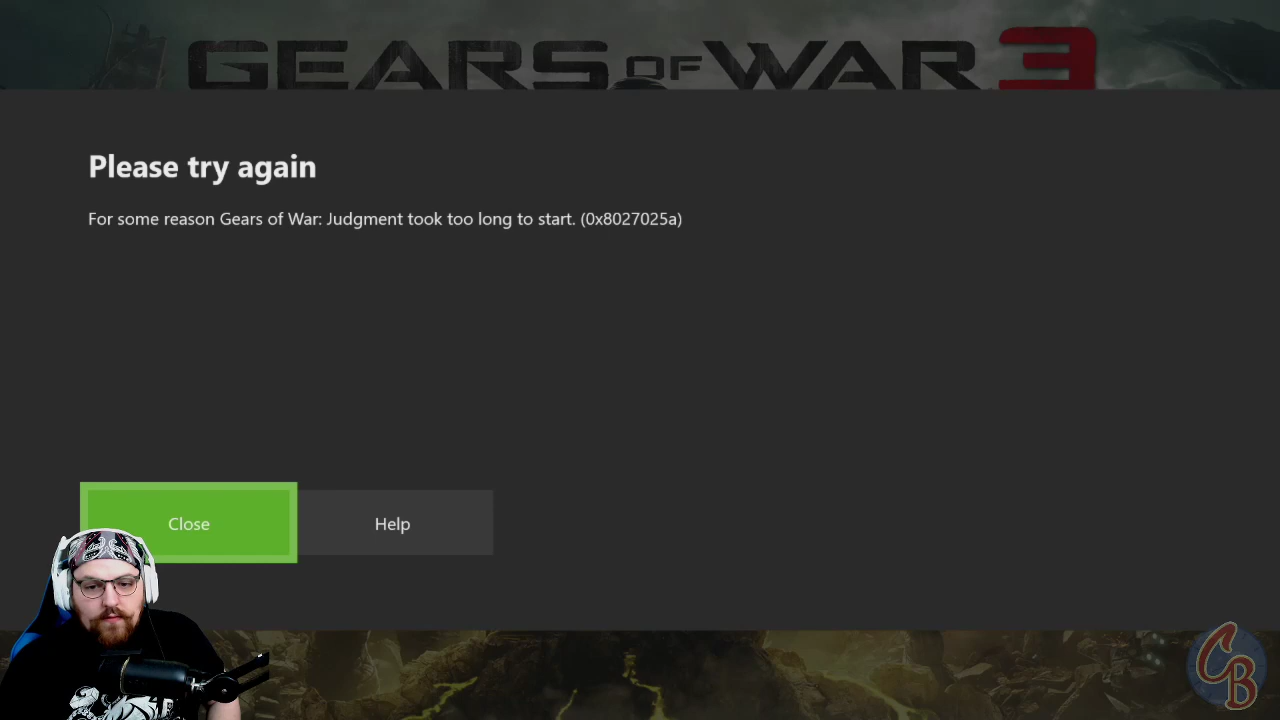 GEARS OF WAR 3
Please try again
For some reason Gears of War: Judgment took too long to start. (0x8027025a)
Close
Help
CB